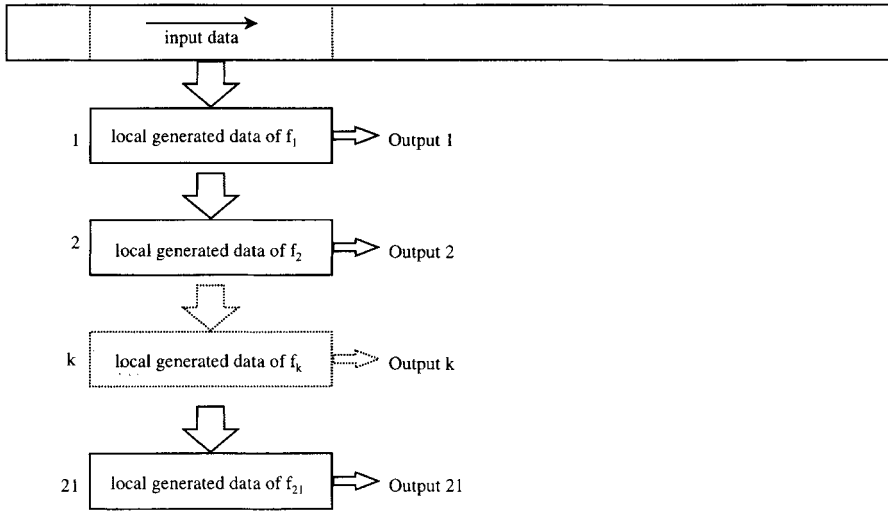 input data
1 local generated data of f₁ Output 1
2 local generated data of f₂ Output 2
k local generated data of fₖ Output k
21 local generated data of f₂₁ Output 21